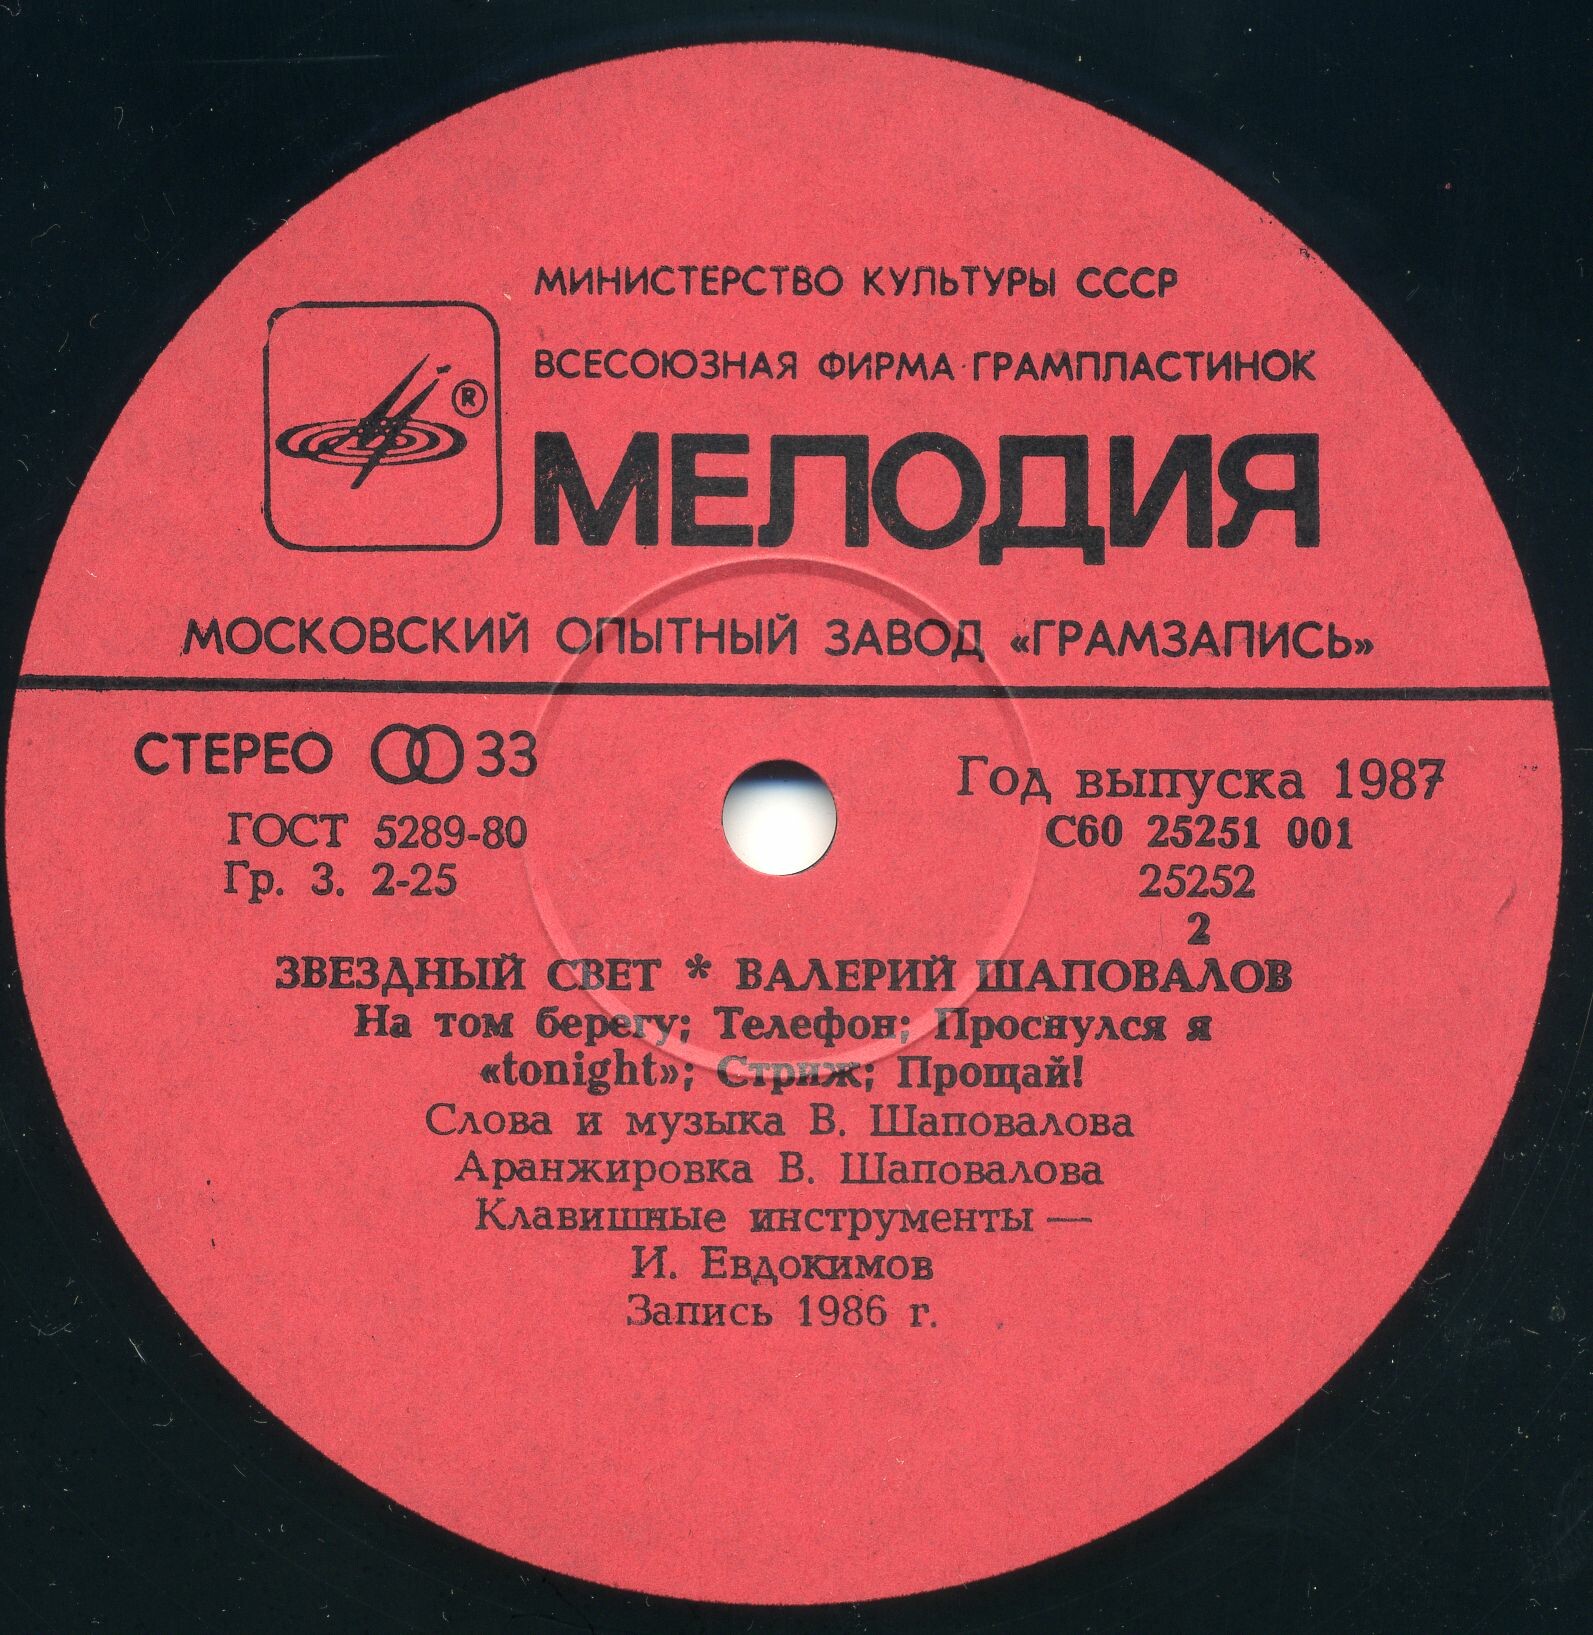 МИНИСТЕРСТВО КУЛЬТУРЫ СССР
ВСЕСОЮЗНАЯ ФИРМА ГРАМПЛАСТИНОК
®
МЕЛОДИЯ
МОСКОВСКИЙ ОПЫТНЫЙ ЗАВОД «ГРАМЗАПИСЬ»
СТЕРЕО 33
Год выпуска 1987
ГОСТ 5289-80
С60 25251 001
Гр. 3. 2-25
25252
2
ЗВЕЗДНЫЙ СВЕТ * ВАЛЕРИЙ ШАПОВАЛОВ
На том берегу; Телефон; Проснулся я
«tonight»; Стриж; Прощай!
Слова и музыка В. Шаповалова
Аранжировка В. Шаповалова
Клавишные инструменты —
И. Евдокимов
Запись 1986 г.